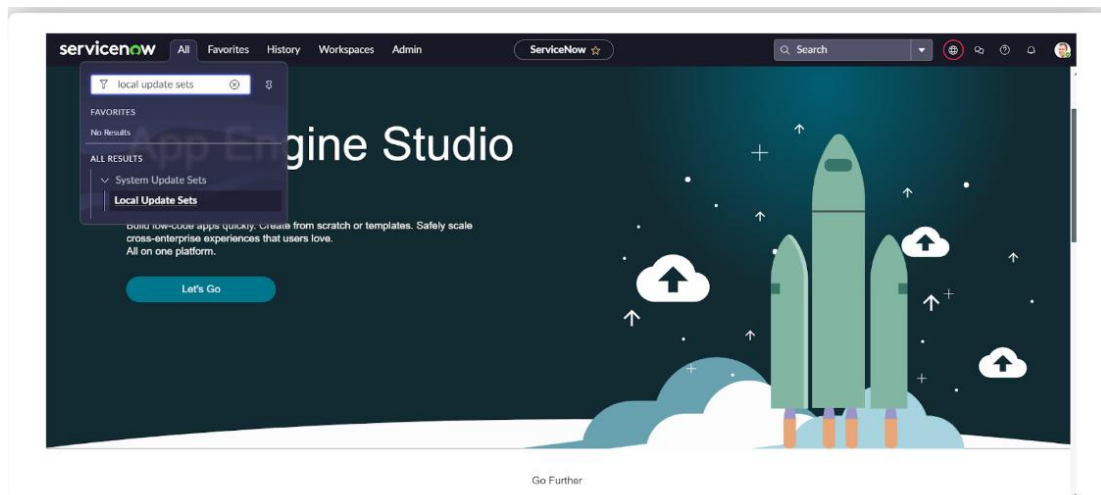 servicenow All Favorites History Workspaces Admin ServiceNow Search
local update sets
FAVORITES
No Results
App Engine Studio
ALL RESULTS
System Update Sets
Local Update Sets
Build low-code apps quickly. Create from scratch or templates. Safely scale
cross-enterprise experiences that users love.
All on one platform.
Let's Go
Go Further